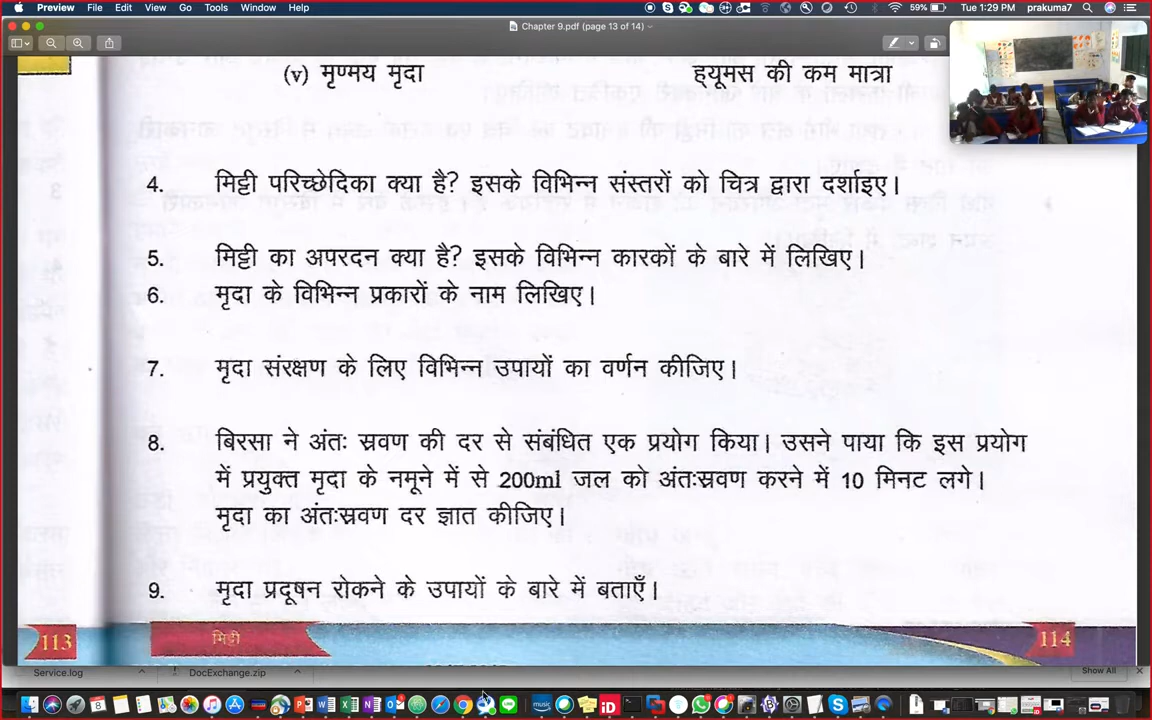 Preview File Edit View Go Tools Window Help
59% Tue 1:29 PM prakuma7
Chapter 9.pdf (page 13 of 14)
(v) मृण्मय मृदा हयूमस की कम मात्रा
4. मिट्टी परिच्छेदिका क्या है? इसके विभिन्न संस्तरों को चित्र द्वारा दर्शाइए।
5. मिट्टी का अपरदन क्या है? इसके विभिन्न कारकों के बारे में लिखिए।
6. मृदा के विभिन्न प्रकारों के नाम लिखिए।
7. मृदा संरक्षण के लिए विभिन्न उपायों का वर्णन कीजिए।
8. बिरसा ने अंतः स्रवण की दर से संबंधित एक प्रयोग किया। उसने पाया कि इस प्रयोग
में प्रयुक्त मृदा के नमूने में से 200ml जल को अंतःस्रवण करने में 10 मिनट लगे।
मृदा का अंतःस्रवण दर ज्ञात कीजिए।
9. मृदा प्रदूषन रोकने के उपायों के बारे में बताएँ।
113 मिट्टी 114
Service.log DocExchange.zip Show All